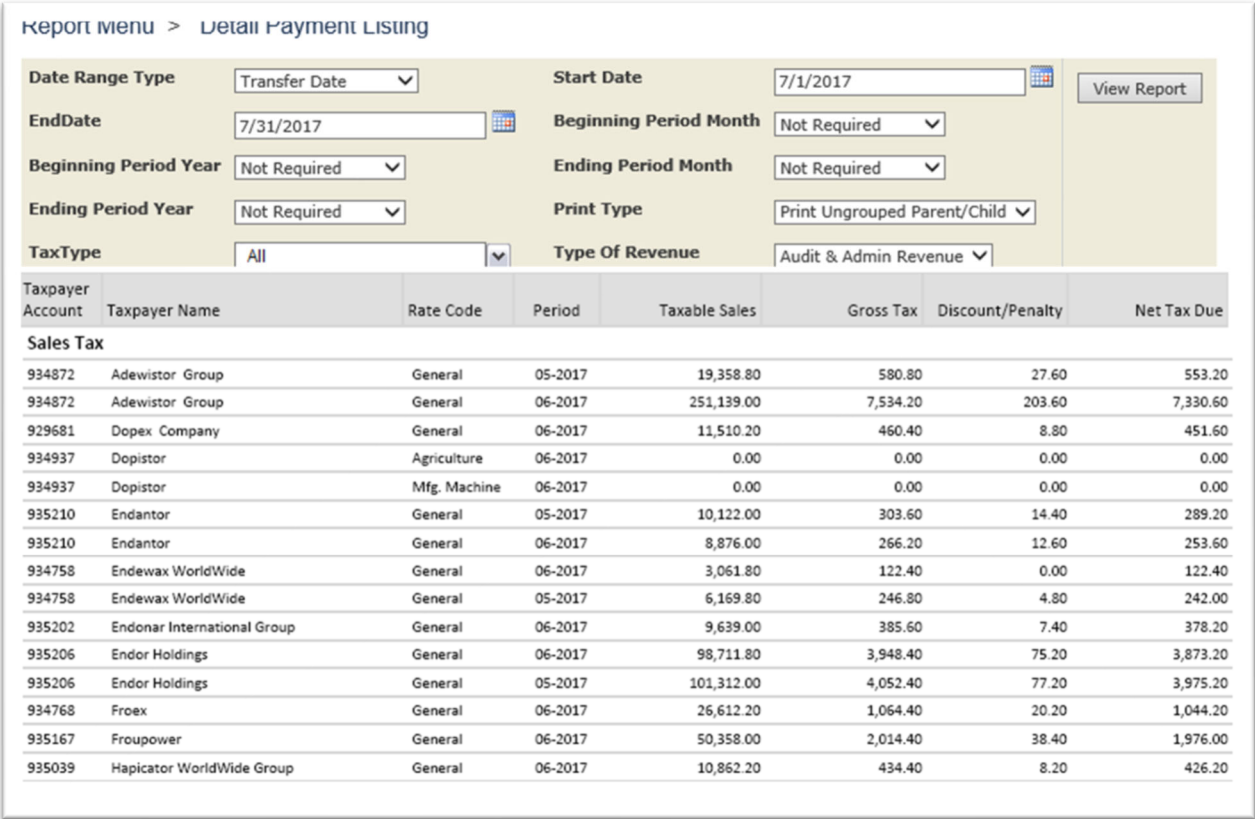 Report Menu > Detail Payment Listing
Date Range Type Transfer Date Start Date 7/1/2017 View Report
EndDate 7/31/2017 Beginning Period Month Not Required
Beginning Period Year Not Required Ending Period Month Not Required
Ending Period Year Not Required Print Type Print Ungrouped Parent/Child
TaxType All Type Of Revenue Audit & Admin Revenue
Taxpayer
Account Taxpayer Name Rate Code Period Taxable Sales Gross Tax Discount/Penalty Net Tax Due
Sales Tax
934872 Adewistor Group General 05-2017 19,358.80 580.80 27.60 553.20
934872 Adewistor Group General 06-2017 251,139.00 7,534.20 203.60 7,330.60
929681 Dopex Company General 06-2017 11,510.20 460.40 8.80 451.60
934937 Dopistor Agriculture 06-2017 0.00 0.00 0.00 0.00
934937 Dopistor Mfg. Machine 06-2017 0.00 0.00 0.00 0.00
935210 Endantor General 05-2017 10,122.00 303.60 14.40 289.20
935210 Endantor General 06-2017 8,876.00 266.20 12.60 253.60
934758 Endewax WorldWide General 06-2017 3,061.80 122.40 0.00 122.40
934758 Endewax WorldWide General 05-2017 6,169.80 246.80 4.80 242.00
935202 Endonar International Group General 06-2017 9,639.00 385.60 7.40 378.20
935206 Endor Holdings General 06-2017 98,711.80 3,948.40 75.20 3,873.20
935206 Endor Holdings General 05-2017 101,312.00 4,052.40 77.20 3,975.20
934768 Froex General 06-2017 26,612.20 1,064.40 20.20 1,044.20
935167 Froupower General 06-2017 50,358.00 2,014.40 38.40 1,976.00
935039 Hapicator WorldWide Group General 06-2017 10,862.20 434.40 8.20 426.20